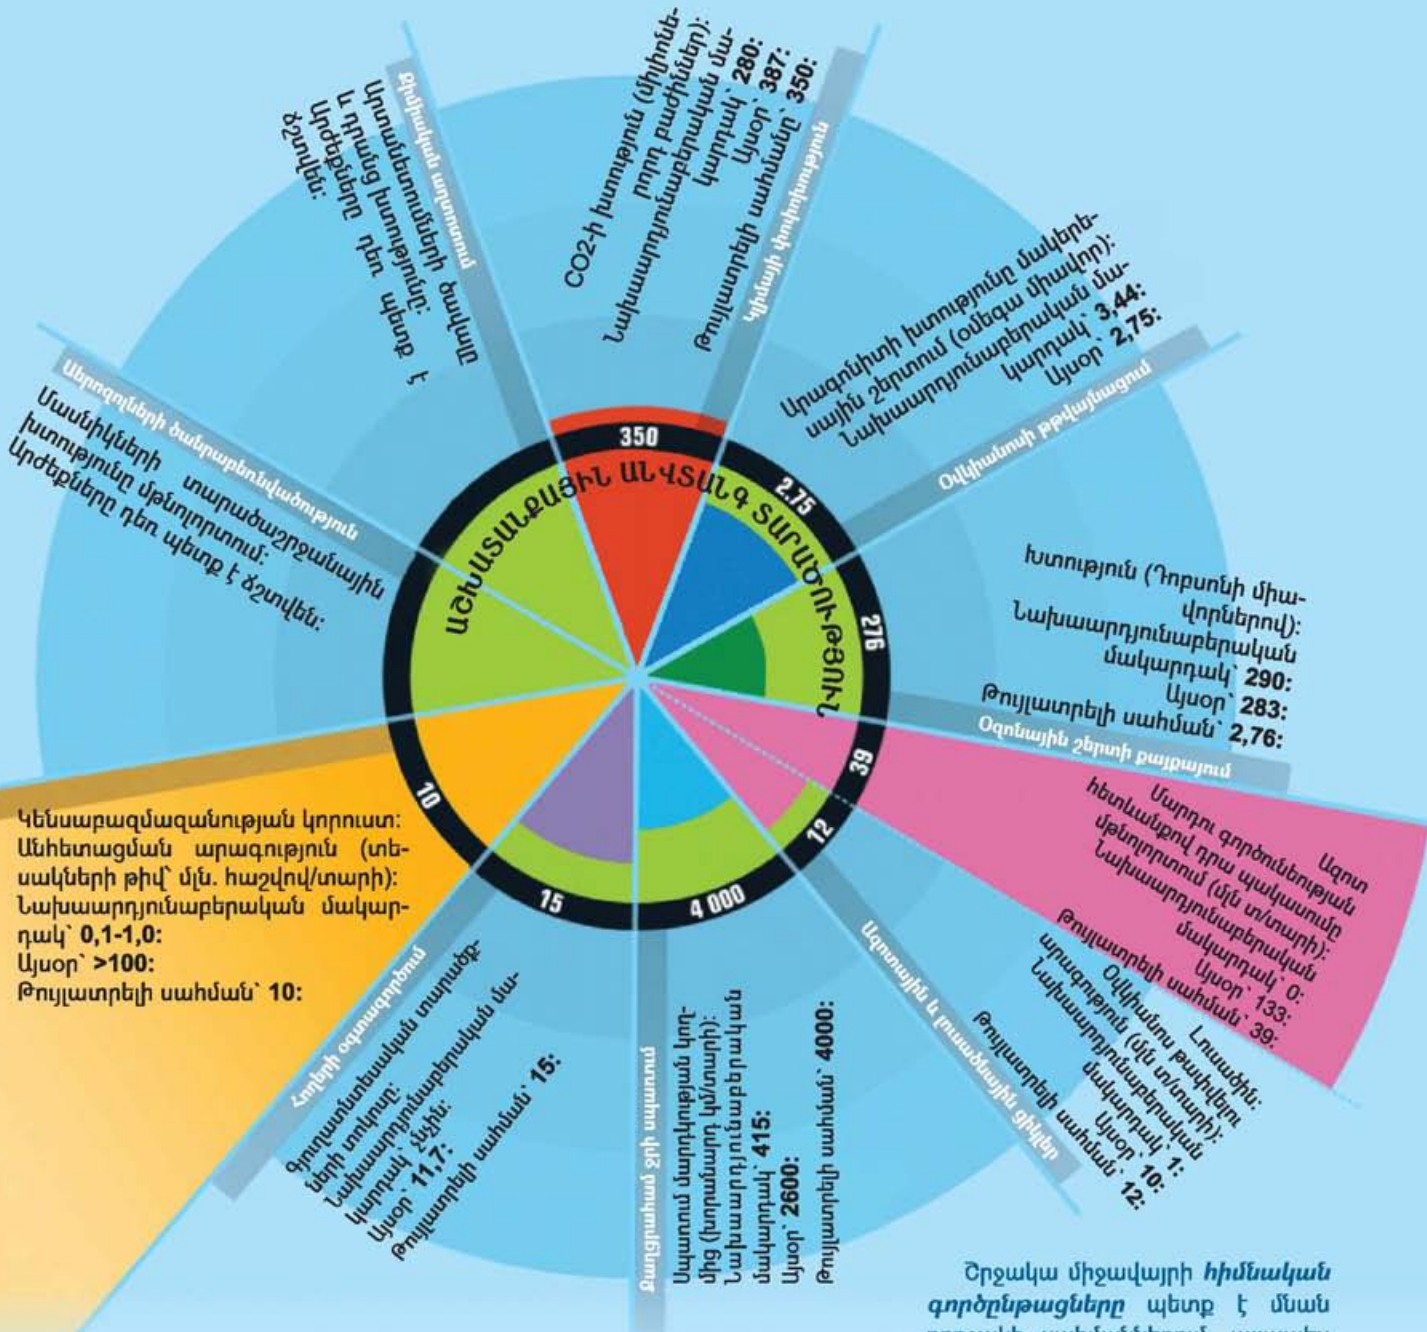 Քիմիական աղտոտում
Արտանետումների ծավալը
և դրանց խտությունը:
Արժեքները դեռ պետք է
ճշտվեն:
CO2-ի խտություն (միլիոնե-
րորդ բաժիններ):
Նախաարդյունաբերական մա-
կարդակ՝ 280:
Այսօր՝ 387:
Թույլատրելի սահմանը՝ 350:
Կլիմայի փոփոխություն
Արագոնիտի խտությունը մակերե-
սային շերտում (օմեգա միավոր):
Նախաարդյունաբերական մա-
կարդակ՝ 3,44:
Այսօր՝ 2,75:
Օվկիանոսի թթվայնացում
Խտություն (Դոբսոնի միա-
վորներով):
Նախաարդյունաբերական
մակարդակ՝ 290:
Այսօր՝ 283:
Թույլատրելի սահման՝ 2,76:
Օզոնային շերտի քայքայում
Ազոտ
Մարդու գործունեության
հետևանքով դրա պակասունը
մթնոլորտում (մլն տ/տարի):
Նախաարդյունաբերական
մակարդակ՝ 0:
Այսօր՝ 133:
Թույլատրելի սահման՝ 39:
Լուսածին:
Օվկիանոս թափվելու
արագություն (մլն տ/տարի):
Նախաարդյունաբերական
մակարդակ՝ 1:
Այսօր՝ 10:
Թույլատրելի սահման՝ 12:
Ազոտային և լուսածնային ցիկլեր
Քաղցրահամ ջրի սպառում
Սպառում մարդկության կող-
մից (խորանարդ կմ/տարի):
Նախաարդյունաբերական
մակարդակ՝ 415:
Այսօր՝ 2600:
Թույլատրելի սահման՝ 4000:
Հողերի օգտագործում
Գյուղատնտեսական տարածք-
ների տոկոսը:
Նախաարդյունաբերական մա-
կարդակ՝ չնչին:
Այսօր՝ 11,7:
Թույլատրելի սահման՝ 15:
Կենսաբազմազանության կորուստ:
Անհետացման արագություն (տե-
սակների թիվ՝ մլն. հաշվով/տարի):
Նախաարդյունաբերական մակար-
դակ՝ 0,1-1,0:
Այսօր՝ >100:
Թույլատրելի սահման՝ 10:
Աերոզոլների ծանրաբեռնվածություն
Մասնիկների տարածաշրջանային
խտությունը մթնոլորտում:
Արժեքները դեռ պետք է ճշտվեն:
ԱՇԽԱՏԱՆՔԱՅԻՆ ԱՆՎՏԱՆԳ ՏԱՐԱԾՈՒԹՅՈՒՆ
350
2.75
276
39
12
4 000
15
10
Շրջակա միջավայրի հիմնական
գործընթացները պետք է մնան